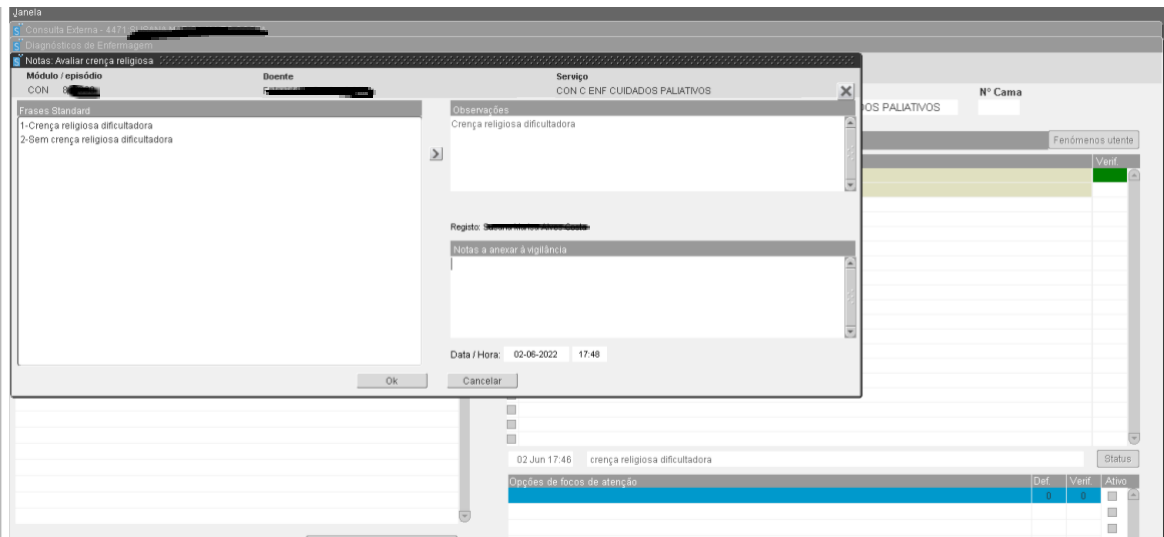 Janela
Consulta Externa - 4471
Diagnósticos de Enfermagem
Notas: Avaliar crença religiosa
Módulo / episódio Doente Serviço
CON 8 CON C ENF CUIDADOS PALIATIVOS
Nº Cama
OS PALIATIVOS
Frases Standard
1-Crença religiosa dificultadora
2-Sem crença religiosa dificultadora
Observações
Crença religiosa dificultadora
Fenómenos utente
Verif.
Registo:
Notas a anexar à vigilância
Data / Hora: 02-06-2022 17:48
Ok Cancelar
02 Jun 17:46 crença religiosa dificultadora Status
Opções de focos de atenção Def. Verif. Ativo
0 0